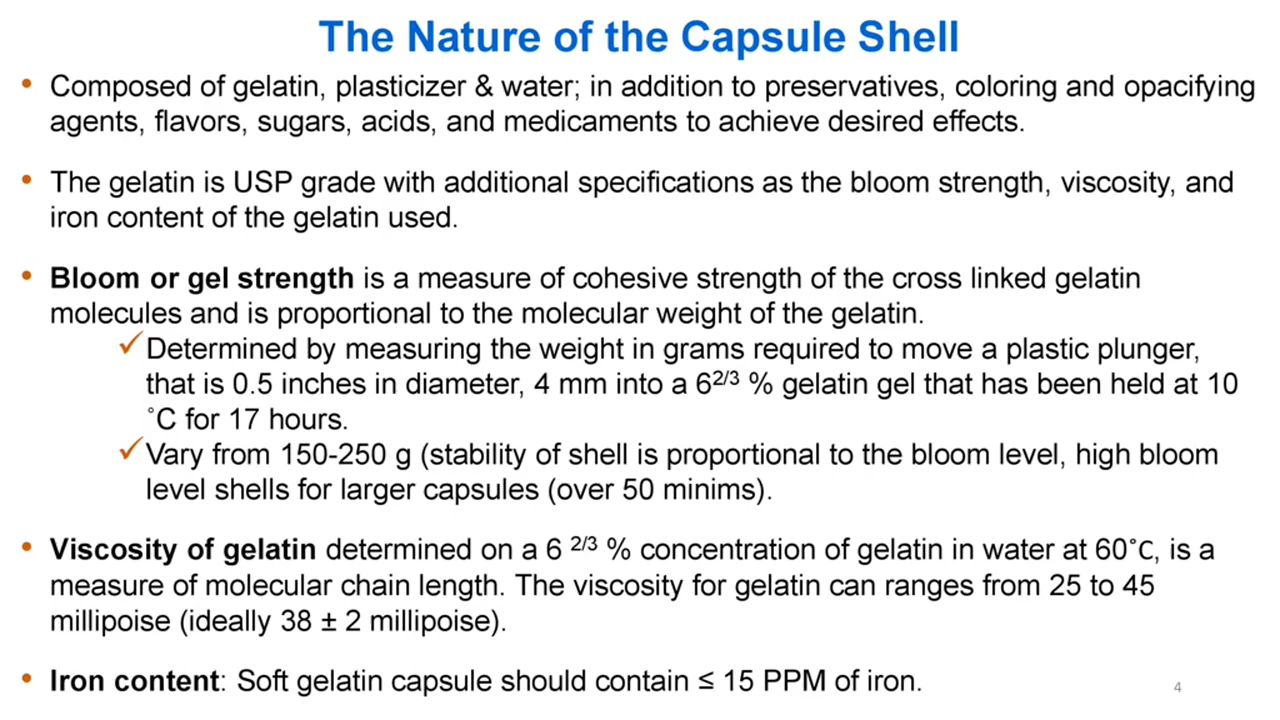 The Nature of the Capsule Shell
• Composed of gelatin, plasticizer & water; in addition to preservatives, coloring and opacifying
agents, flavors, sugars, acids, and medicaments to achieve desired effects.
• The gelatin is USP grade with additional specifications as the bloom strength, viscosity, and
iron content of the gelatin used.
• Bloom or gel strength is a measure of cohesive strength of the cross linked gelatin
molecules and is proportional to the molecular weight of the gelatin.
✓Determined by measuring the weight in grams required to move a plastic plunger,
that is 0.5 inches in diameter, 4 mm into a 6²/³ % gelatin gel that has been held at 10
˚C for 17 hours.
✓Vary from 150-250 g (stability of shell is proportional to the bloom level, high bloom
level shells for larger capsules (over 50 minims).
• Viscosity of gelatin determined on a 6 ²/³ % concentration of gelatin in water at 60˚C, is a
measure of molecular chain length. The viscosity for gelatin can ranges from 25 to 45
millipoise (ideally 38 ± 2 millipoise).
• Iron content: Soft gelatin capsule should contain ≤ 15 PPM of iron.
4